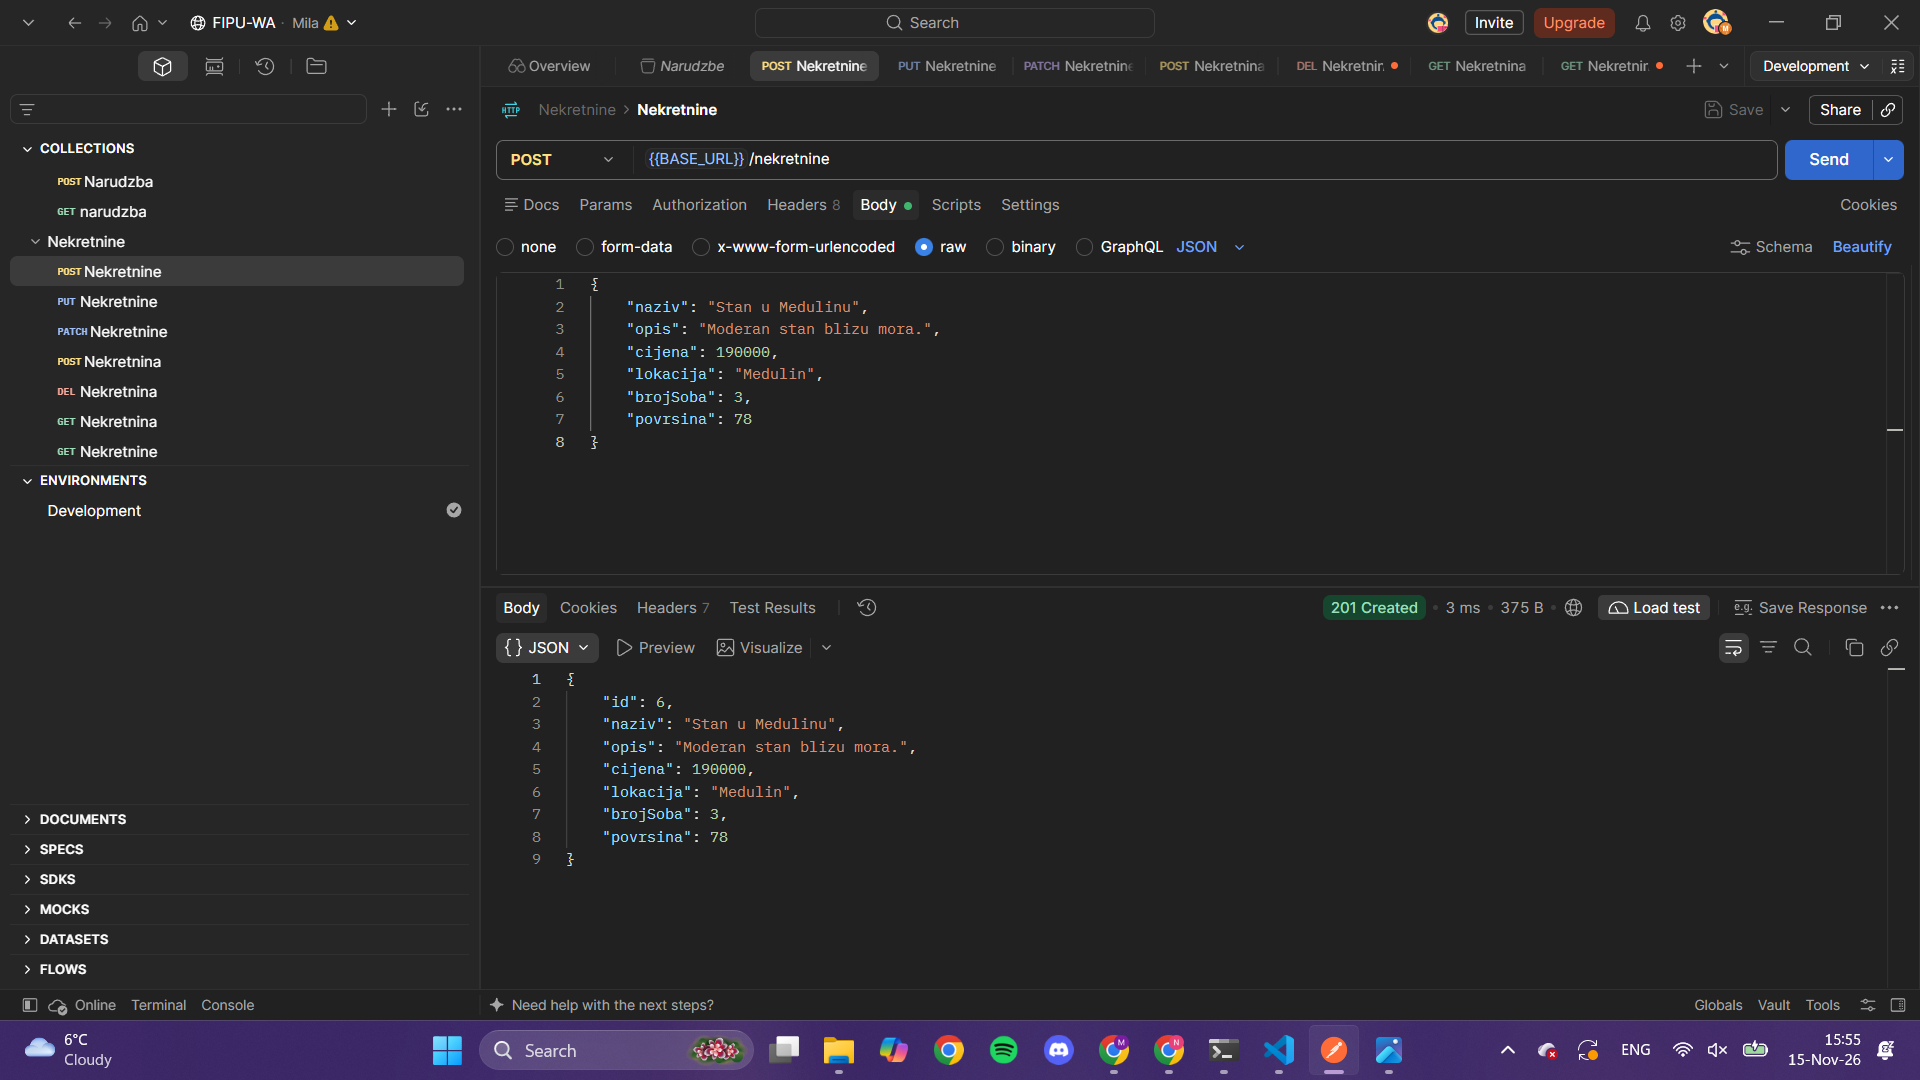 FIPU-WA · Mila
Search
Invite
Upgrade
Overview
Narudzbe
POST Nekretnine
PUT Nekretnine
PATCH Nekretnine
POST Nekretnina
DEL Nekretnir.
GET Nekretnina
GET Nekretnir.
Development
Nekretnine > Nekretnine
Save
Share
COLLECTIONS
POST Narudzba
GET narudzba
Nekretnine
POST Nekretnine
PUT Nekretnine
PATCH Nekretnine
POST Nekretnina
DEL Nekretnina
GET Nekretnina
GET Nekretnine
ENVIRONMENTS
Development
DOCUMENTS
SPECS
SDKS
MOCKS
DATASETS
FLOWS
HTTP
POST
{{BASE_URL}} /nekretnine
Send
Docs
Params
Authorization
Headers 8
Body
Scripts
Settings
Cookies
none
form-data
x-www-form-urlencoded
raw
binary
GraphQL
JSON
Schema
Beautify
1 {
2 "naziv": "Stan u Medulinu",
3 "opis": "Moderan stan blizu mora.",
4 "cijena": 190000,
5 "lokacija": "Medulin",
6 "brojSoba": 3,
7 "povrsina": 78
8 }
Body
Cookies
Headers 7
Test Results
201 Created • 3 ms • 375 B
Load test
e.g. Save Response
{} JSON
Preview
Visualize
1 {
2 "id": 6,
3 "naziv": "Stan u Medulinu",
4 "opis": "Moderan stan blizu mora.",
5 "cijena": 190000,
6 "lokacija": "Medulin",
7 "brojSoba": 3,
8 "povrsina": 78
9 }
Online
Terminal
Console
Need help with the next steps?
Globals
Vault
Tools
6°C
Cloudy
Search
M
N
ENG
15:55
15-Nov-26